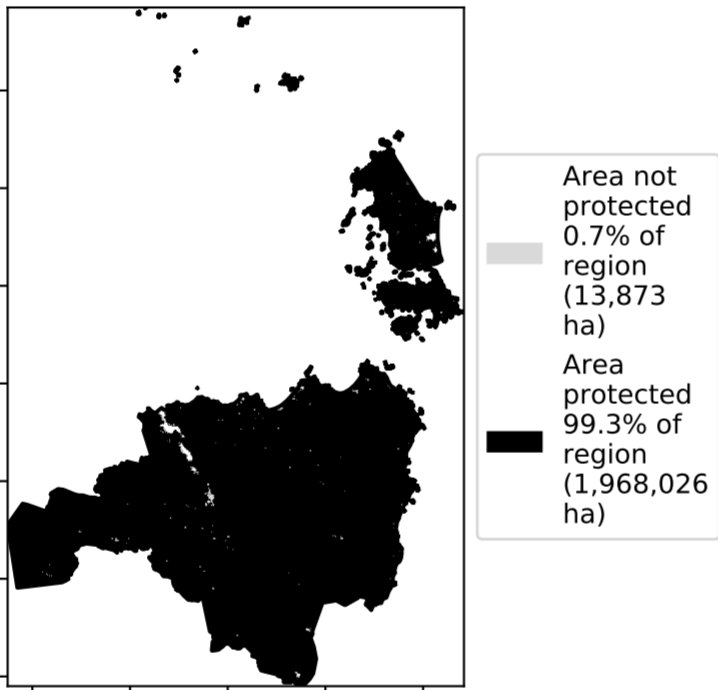 Area not
protected
0.7% of
region
(13,873
ha)
Area
protected
99.3% of
region
(1,968,026
ha)